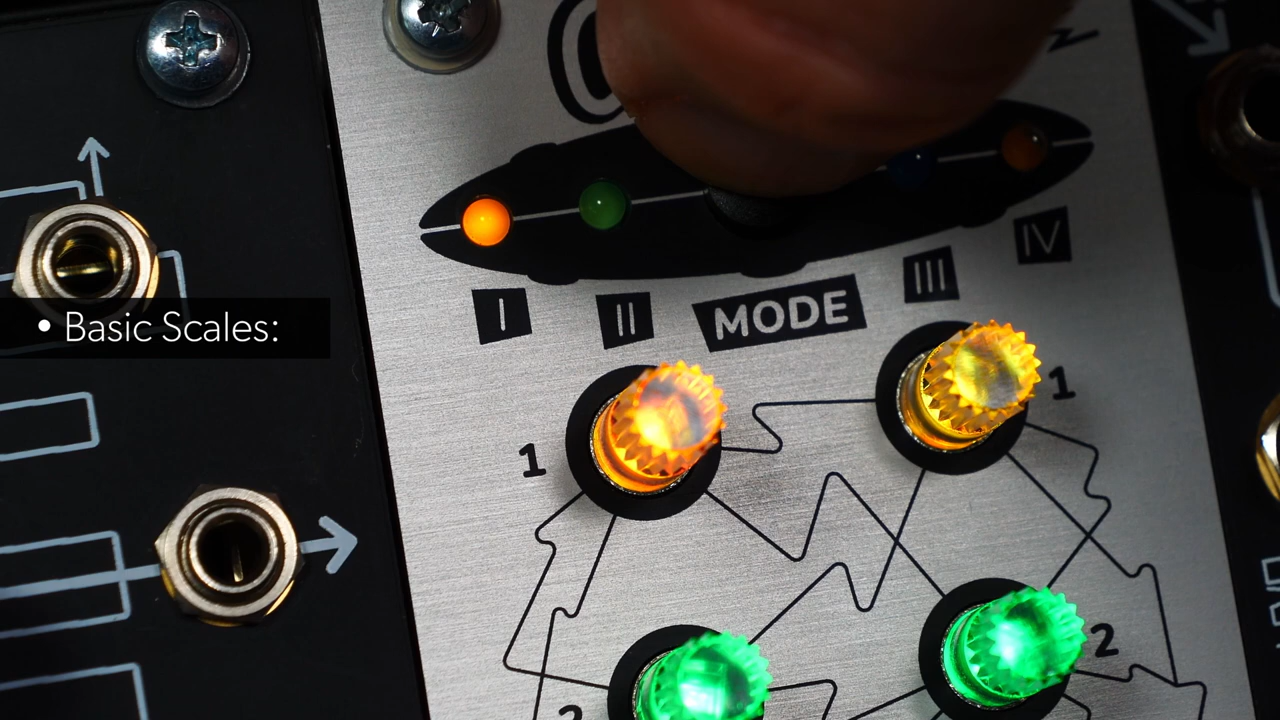 • Basic Scales:
I
II
MODE
III
IV
1
1
2
2